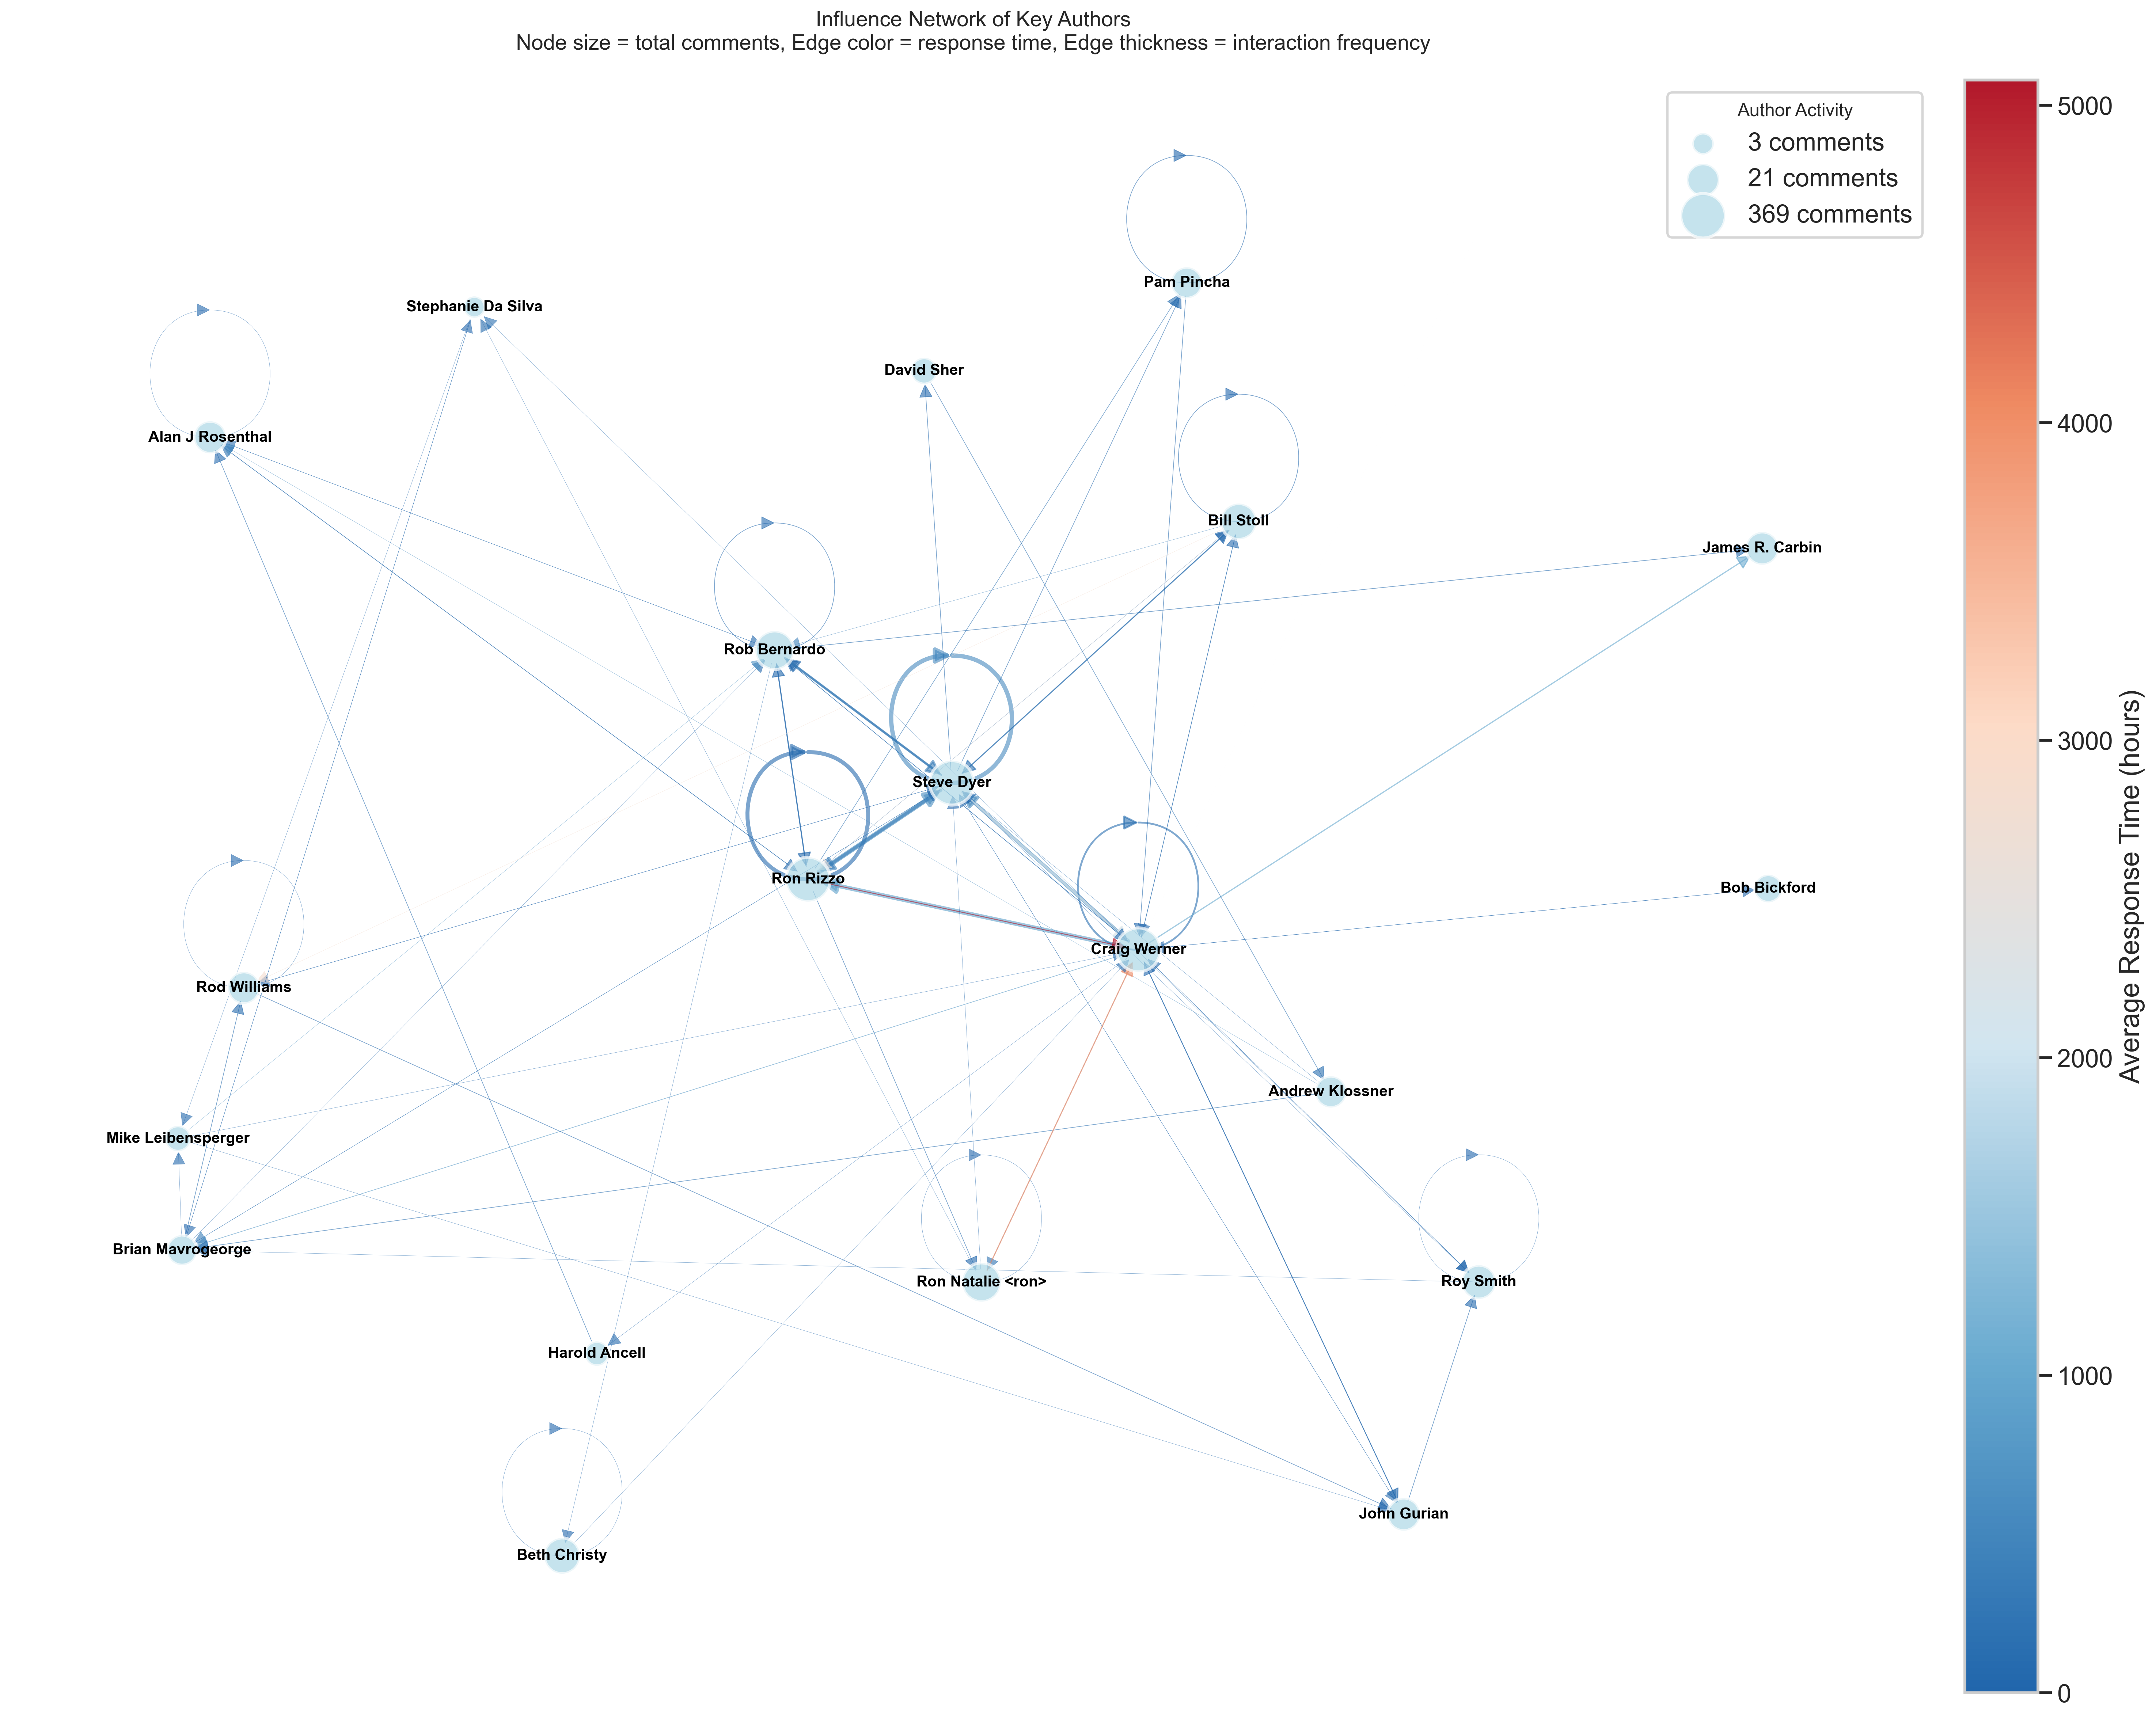 Influence Network of Key Authors
Node size = total comments, Edge color = response time, Edge thickness = interaction frequency
Author Activity
3 comments
21 comments
369 comments
Pam Pincha
Stephanie Da Silva
David Sher
Alan J Rosenthal
Bill Stoll
James R. Carbin
Rob Bernardo
Steve Dyer
Ron Rizzo
Bob Bickford
Craig Werner
Rod Williams
Andrew Klossner
Mike Leibensperger
Brian Mavrogeorge
Ron Natalie <ron>
Roy Smith
Harold Ancell
John Gurian
Beth Christy
5000
4000
3000
2000
1000
0
Average Response Time (hours)